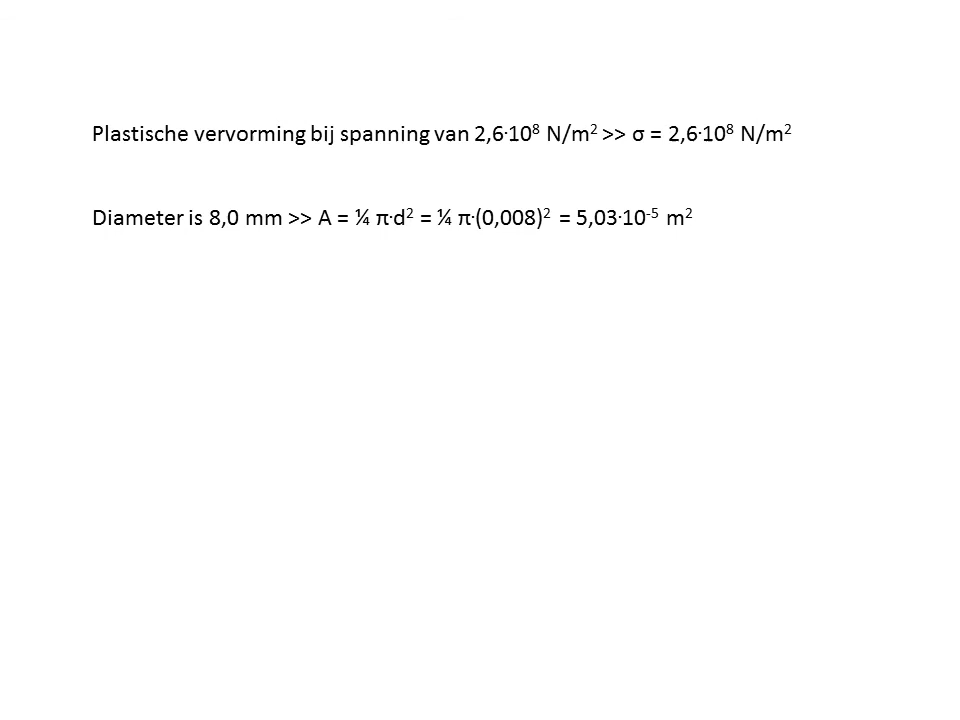 Plastische vervorming bij spanning van 2,6·10⁸ N/m² >> σ = 2,6·10⁸ N/m²
Diameter is 8,0 mm >> A = ¼ π·d² = ¼ π·(0,008)² = 5,03·10⁻⁵ m²